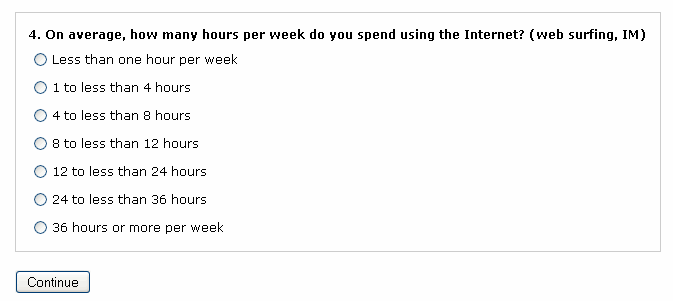 4. On average, how many hours per week do you spend using the Internet? (web surfing, IM)
Less than one hour per week
1 to less than 4 hours
4 to less than 8 hours
8 to less than 12 hours
12 to less than 24 hours
24 to less than 36 hours
36 hours or more per week
Continue